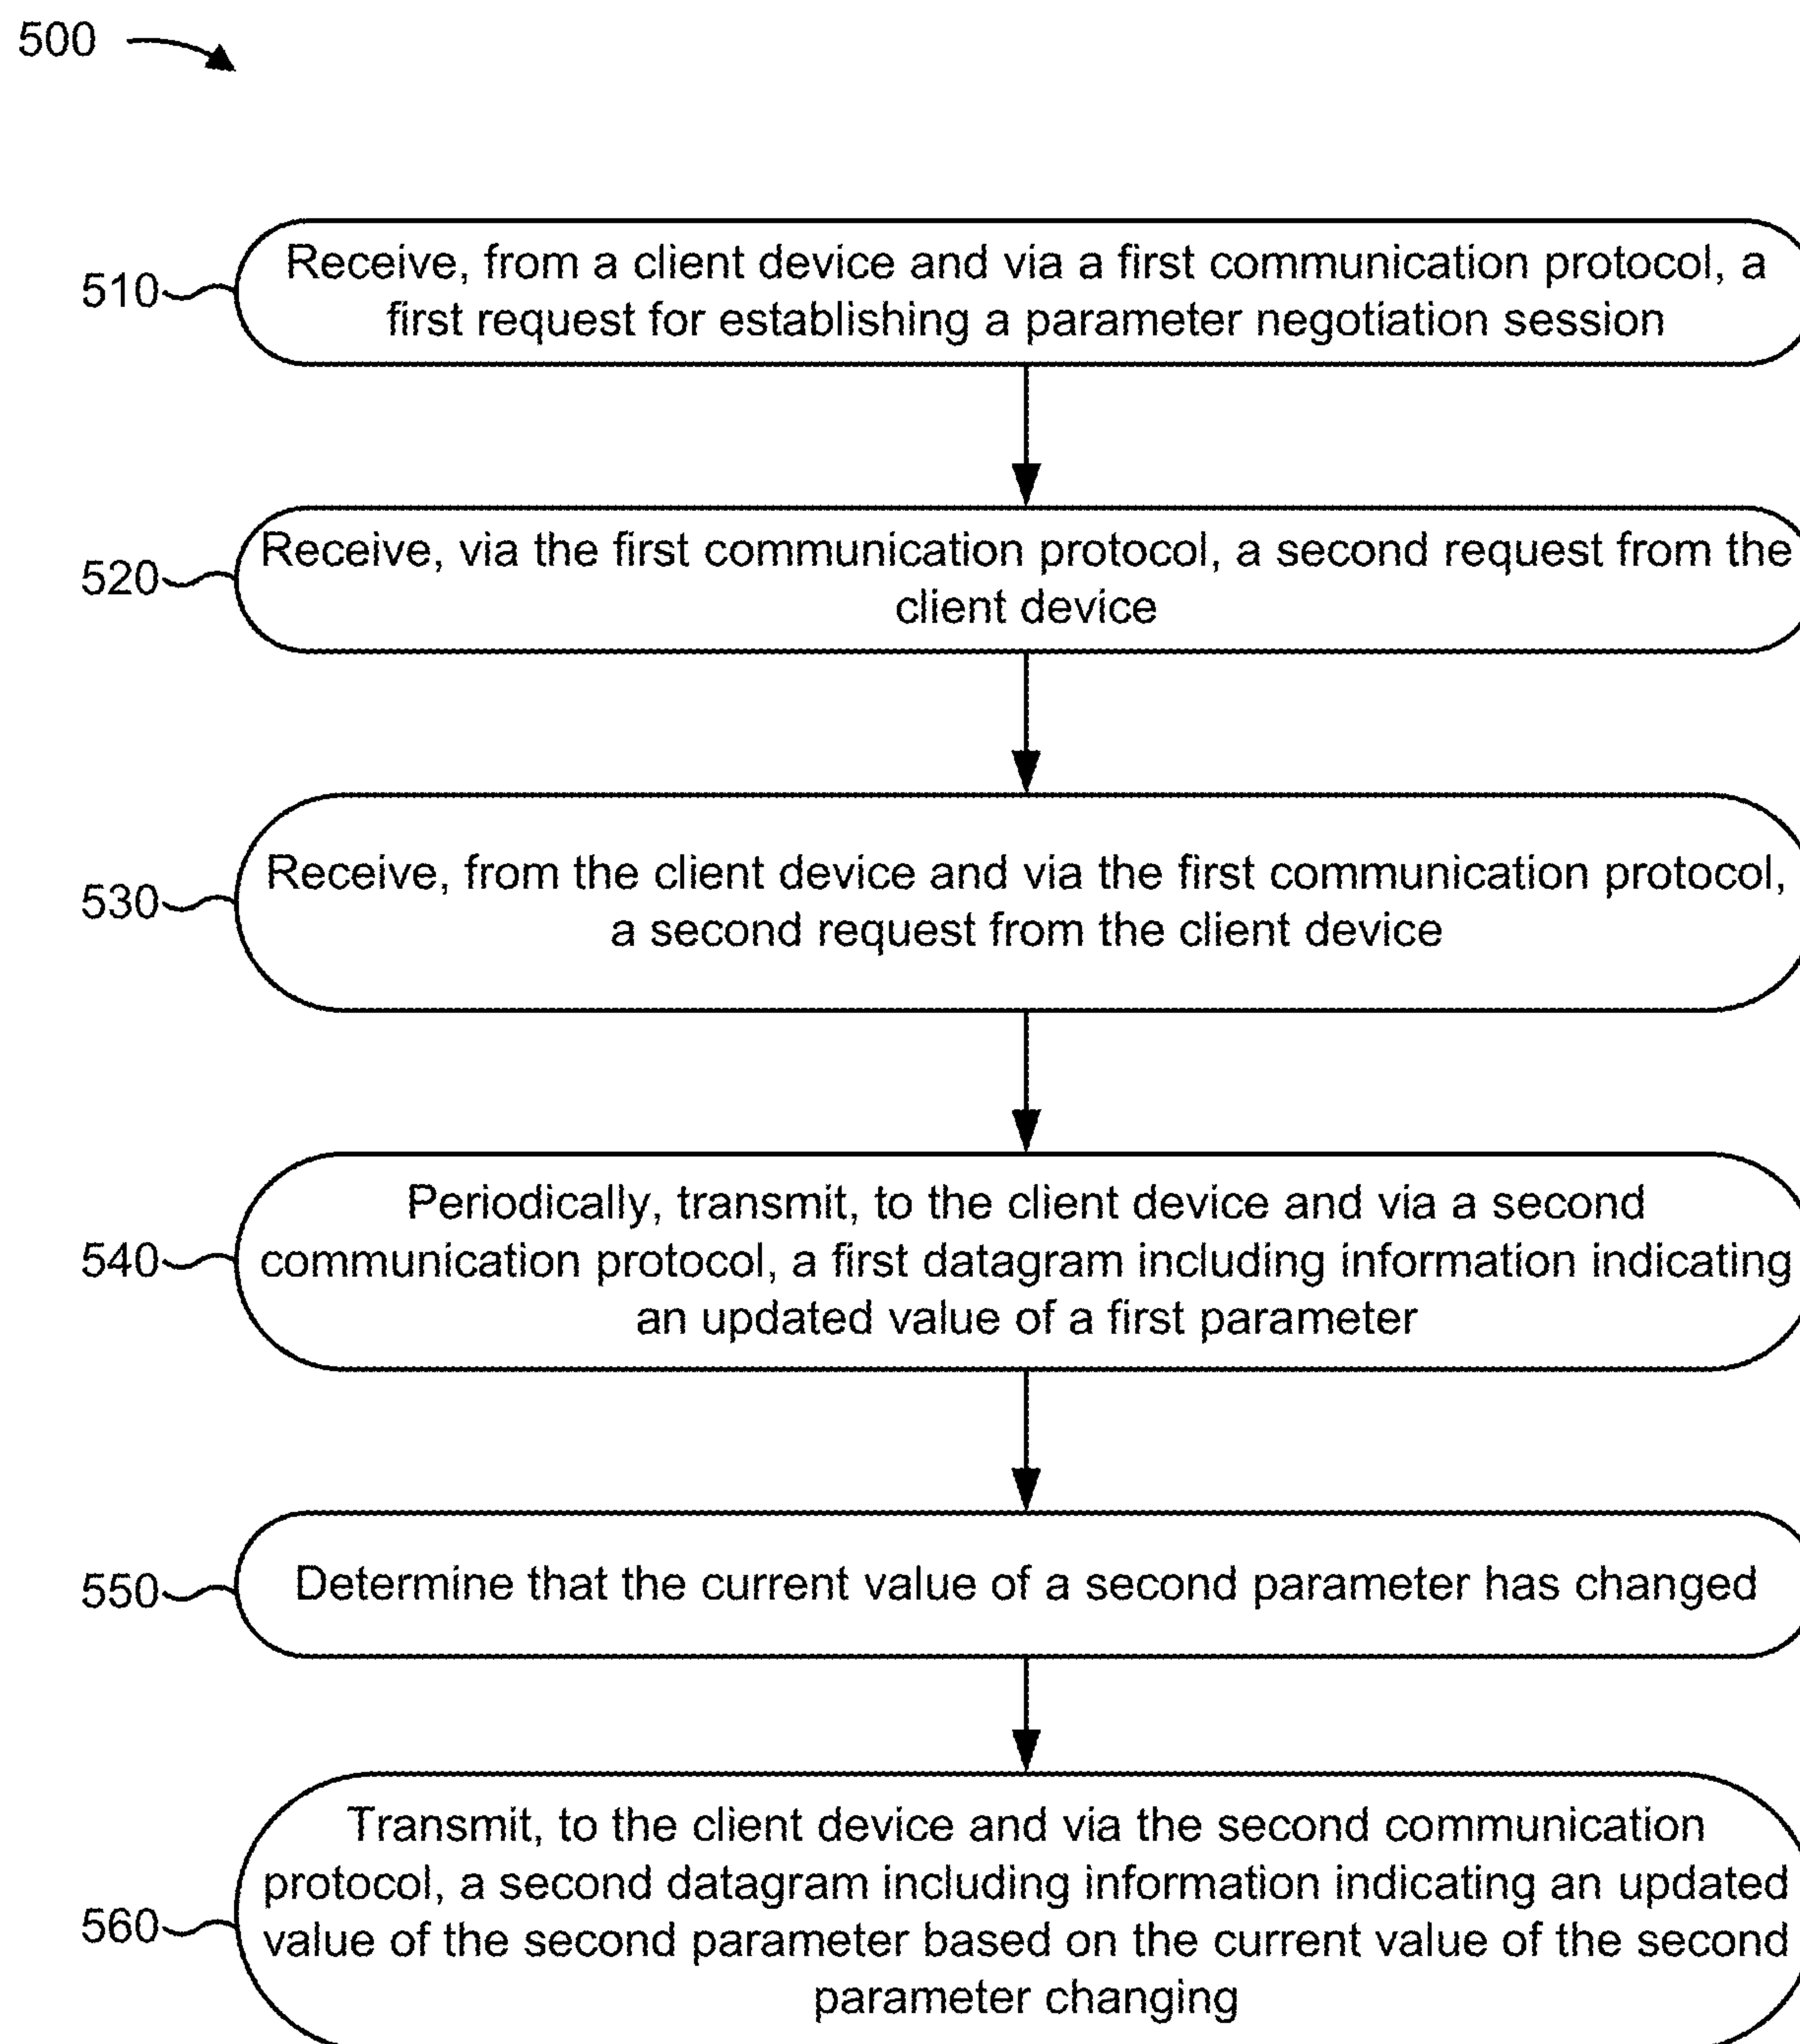 500
510
Receive, from a client device and via a first communication protocol, a
first request for establishing a parameter negotiation session
520
Receive, via the first communication protocol, a second request from the
client device
530
Receive, from the client device and via the first communication protocol,
a second request from the client device
540
Periodically, transmit, to the client device and via a second
communication protocol, a first datagram including information indicating
an updated value of a first parameter
550
Determine that the current value of a second parameter has changed
560
Transmit, to the client device and via the second communication
protocol, a second datagram including information indicating an updated
value of the second parameter based on the current value of the second
parameter changing